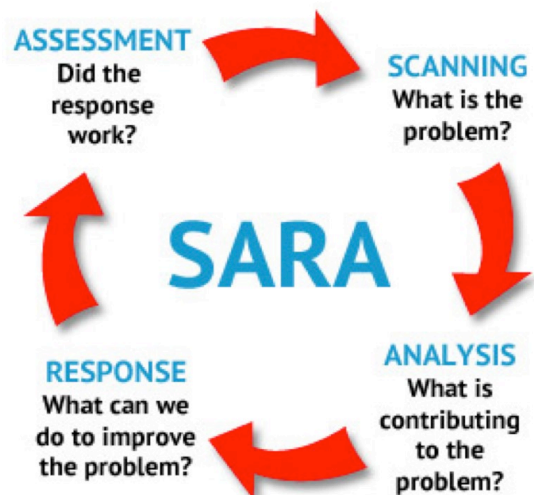 ASSESSMENT
Did the
response
work?
SCANNING
What is the
problem?
SARA
RESPONSE
What can we
do to improve
the problem?
ANALYSIS
What is
contributing
to the
problem?